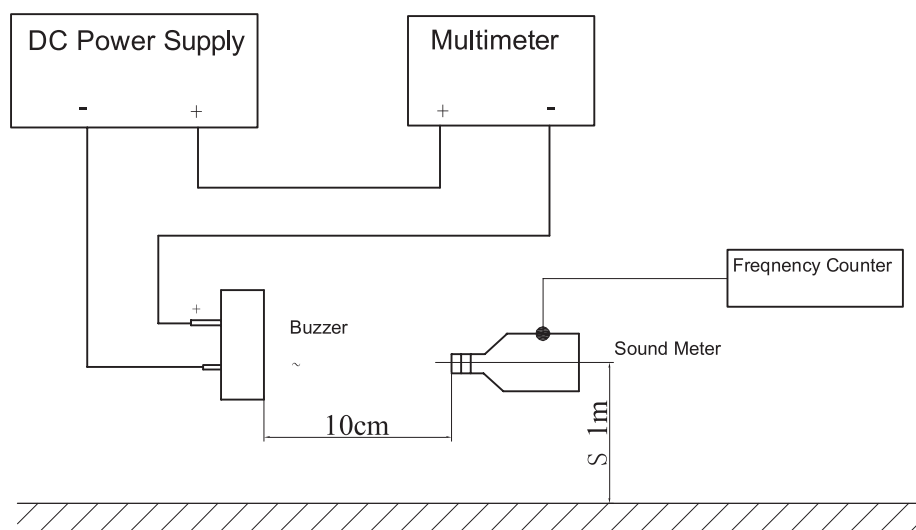 DC Power Supply
- +
Multimeter
+ -
Freqnency Counter
+
Buzzer
~
Sound Meter
10cm
S 1m